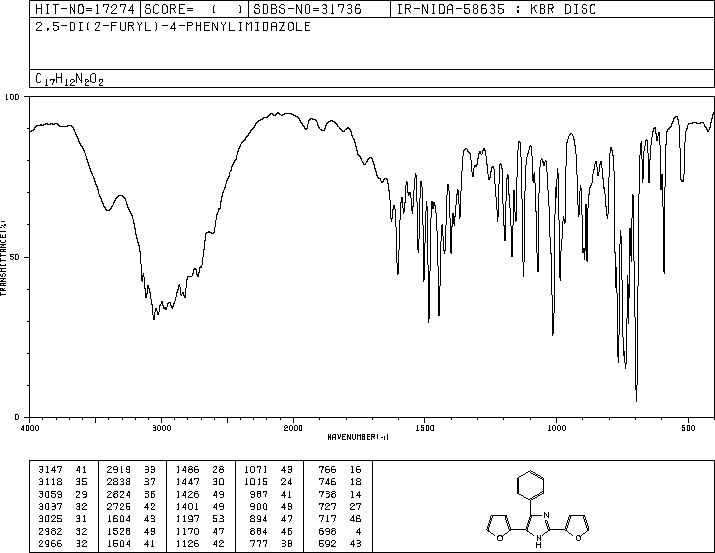 HIT-NO=17274 SCORE= ( ) SDBS-NO=31736 IR-NIDA-58635 : KBR DISC
2,5-DI(2-FURYL)-4-PHENYLIMIDAZOLE
C17H12N2O2
100
50
0
TRANSMITTANCE(%)
4000 3000 2000 1500 1000 500
WAVENUMBER(-1)
3147 41 2919 33 1486 28 1071 43 766 16
3118 35 2838 37 1447 30 1015 24 746 18
3059 29 2824 36 1426 49 987 41 738 14
3037 32 2726 42 1401 49 900 49 727 27
3025 31 1604 43 1197 53 894 47 717 46
2982 32 1528 49 1170 47 884 46 698 4
2966 32 1504 41 1126 42 777 38 592 43
N
O
N
H
O